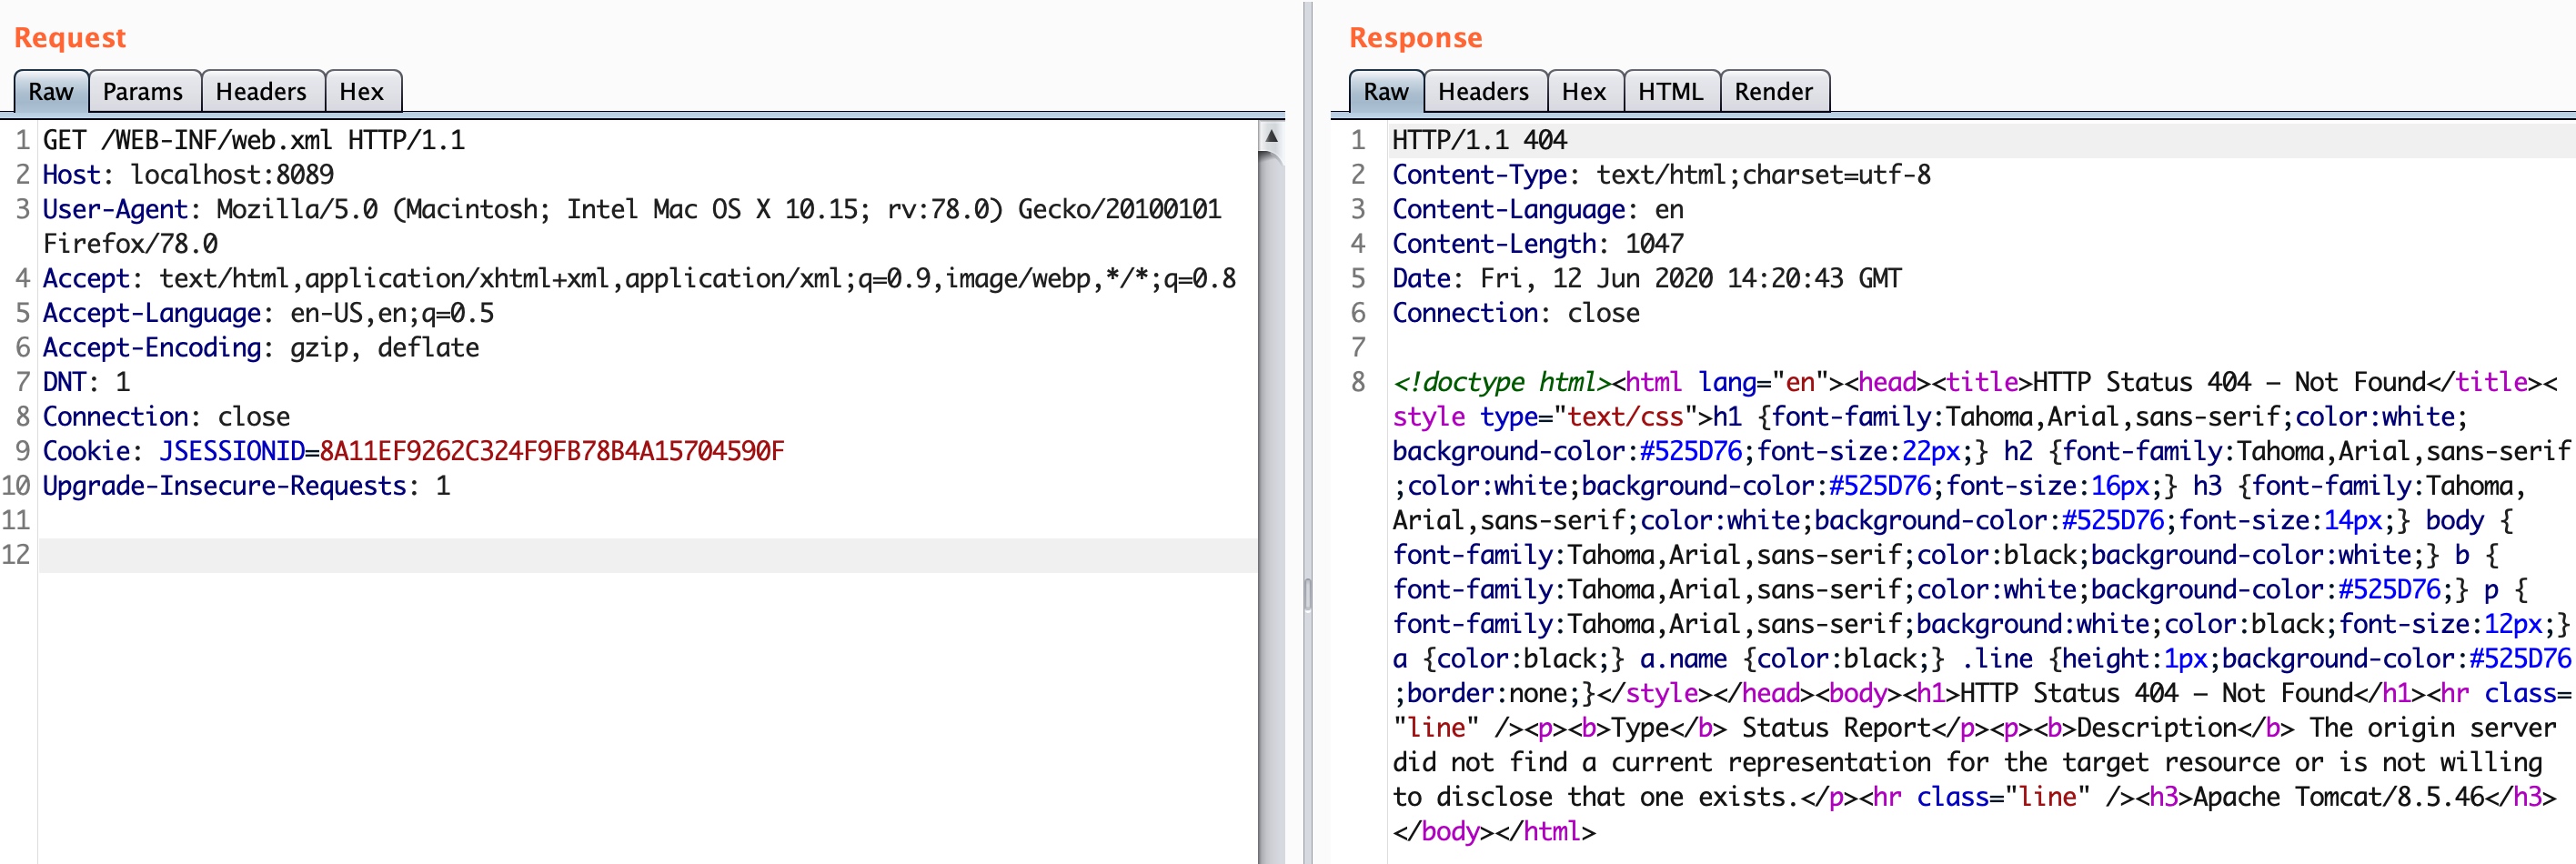 Request
Raw Params Headers Hex
1 GET /WEB-INF/web.xml HTTP/1.1
2 Host: localhost:8089
3 User-Agent: Mozilla/5.0 (Macintosh; Intel Mac OS X 10.15; rv:78.0) Gecko/20100101
Firefox/78.0
4 Accept: text/html,application/xhtml+xml,application/xml;q=0.9,image/webp,*/*;q=0.8
5 Accept-Language: en-US,en;q=0.5
6 Accept-Encoding: gzip, deflate
7 DNT: 1
8 Connection: close
9 Cookie: JSESSIONID=8A11EF9262C324F9FB78B4A15704590F
10 Upgrade-Insecure-Requests: 1
11
12
Response
Raw Headers Hex HTML Render
1 HTTP/1.1 404
2 Content-Type: text/html;charset=utf-8
3 Content-Language: en
4 Content-Length: 1047
5 Date: Fri, 12 Jun 2020 14:20:43 GMT
6 Connection: close
7
8 <!doctype html><html lang="en"><head><title>HTTP Status 404 – Not Found</title><
style type="text/css">h1 {font-family:Tahoma,Arial,sans-serif;color:white;
background-color:#525D76;font-size:22px;} h2 {font-family:Tahoma,Arial,sans-serif
;color:white;background-color:#525D76;font-size:16px;} h3 {font-family:Tahoma,
Arial,sans-serif;color:white;background-color:#525D76;font-size:14px;} body {
font-family:Tahoma,Arial,sans-serif;color:black;background-color:white;} b {
font-family:Tahoma,Arial,sans-serif;color:white;background-color:#525D76;} p {
font-family:Tahoma,Arial,sans-serif;background:white;color:black;font-size:12px;}
a {color:black;} a.name {color:black;} .line {height:1px;background-color:#525D76
;border:none;}</style></head><body><h1>HTTP Status 404 – Not Found</h1><hr class=
"line" /><p><b>Type</b> Status Report</p><p><b>Description</b> The origin server
did not find a current representation for the target resource or is not willing
to disclose that one exists.</p><hr class="line" /><h3>Apache Tomcat/8.5.46</h3>
</body></html>